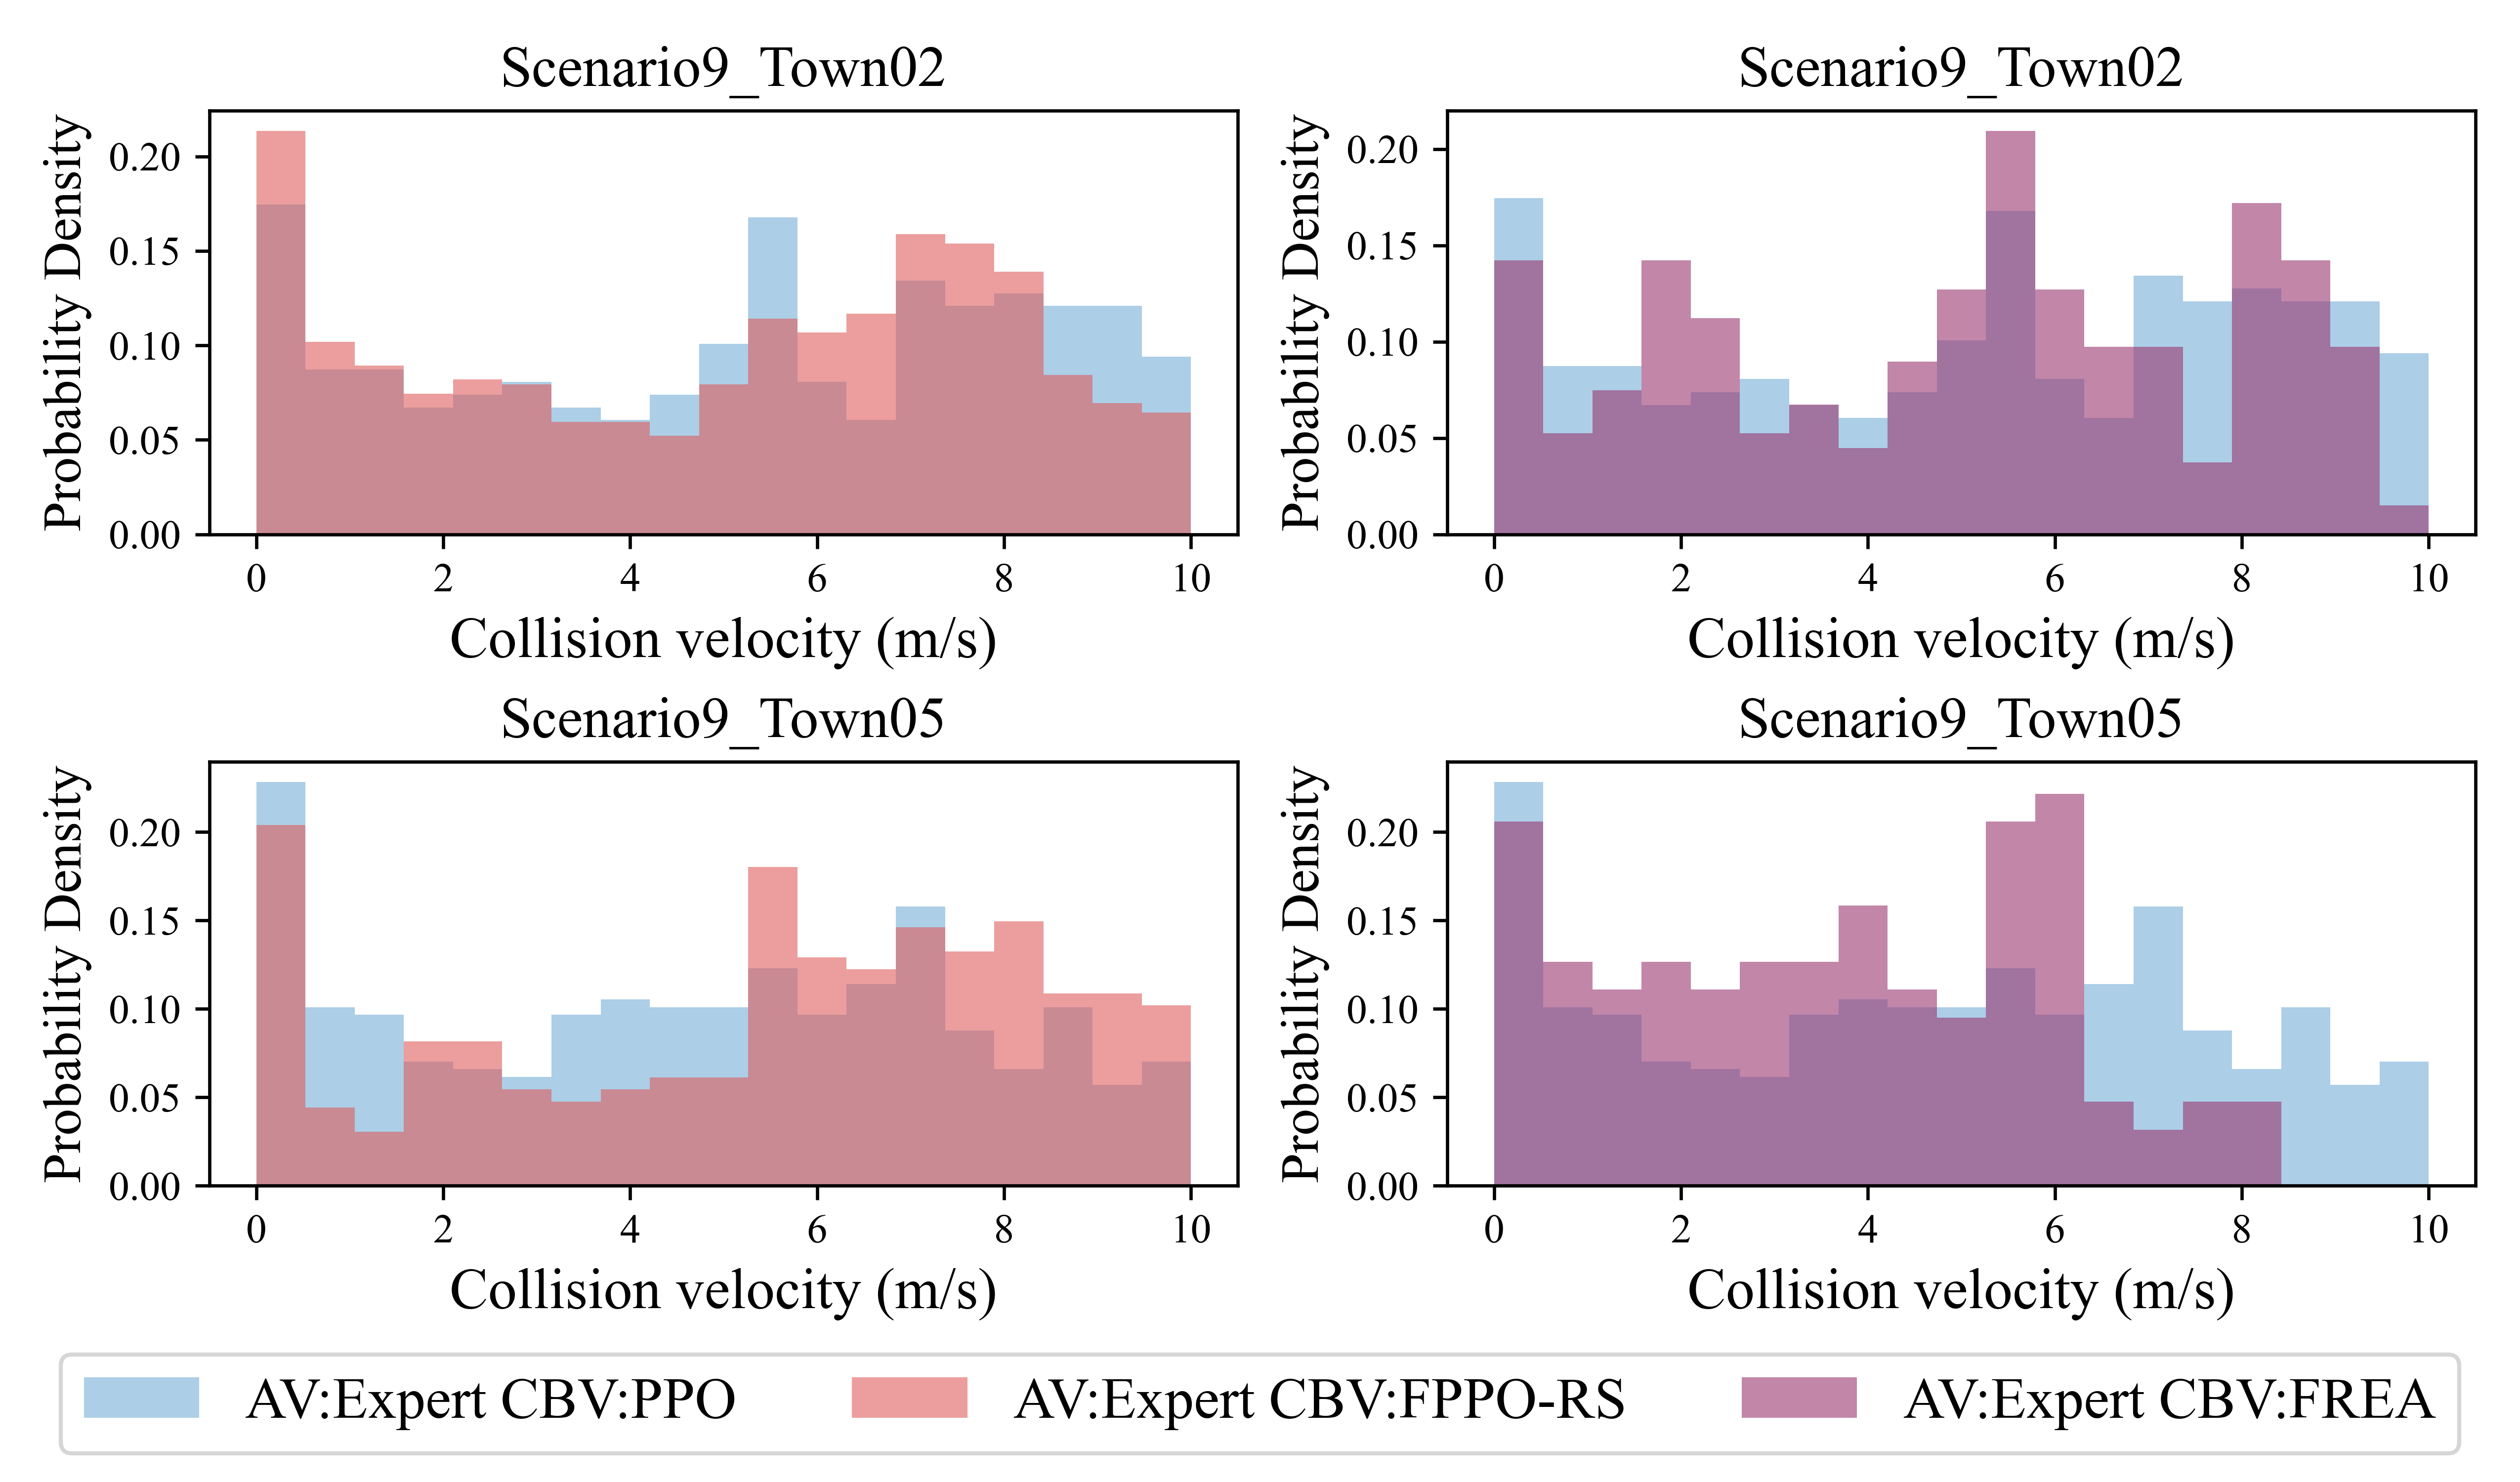 Scenario9_Town02
Probability Density
0.20
0.15
0.10
0.05
0.00
0 2 4 6 8 10
Collision velocity (m/s)
Scenario9_Town02
Probability Density
0.20
0.15
0.10
0.05
0.00
0 2 4 6 8 10
Collision velocity (m/s)
Scenario9_Town05
Probability Density
0.20
0.15
0.10
0.05
0.00
0 2 4 6 8 10
Collision velocity (m/s)
Scenario9_Town05
Probability Density
0.20
0.15
0.10
0.05
0.00
0 2 4 6 8 10
Collision velocity (m/s)
AV:Expert CBV:PPO
AV:Expert CBV:FPPO-RS
AV:Expert CBV:FREA